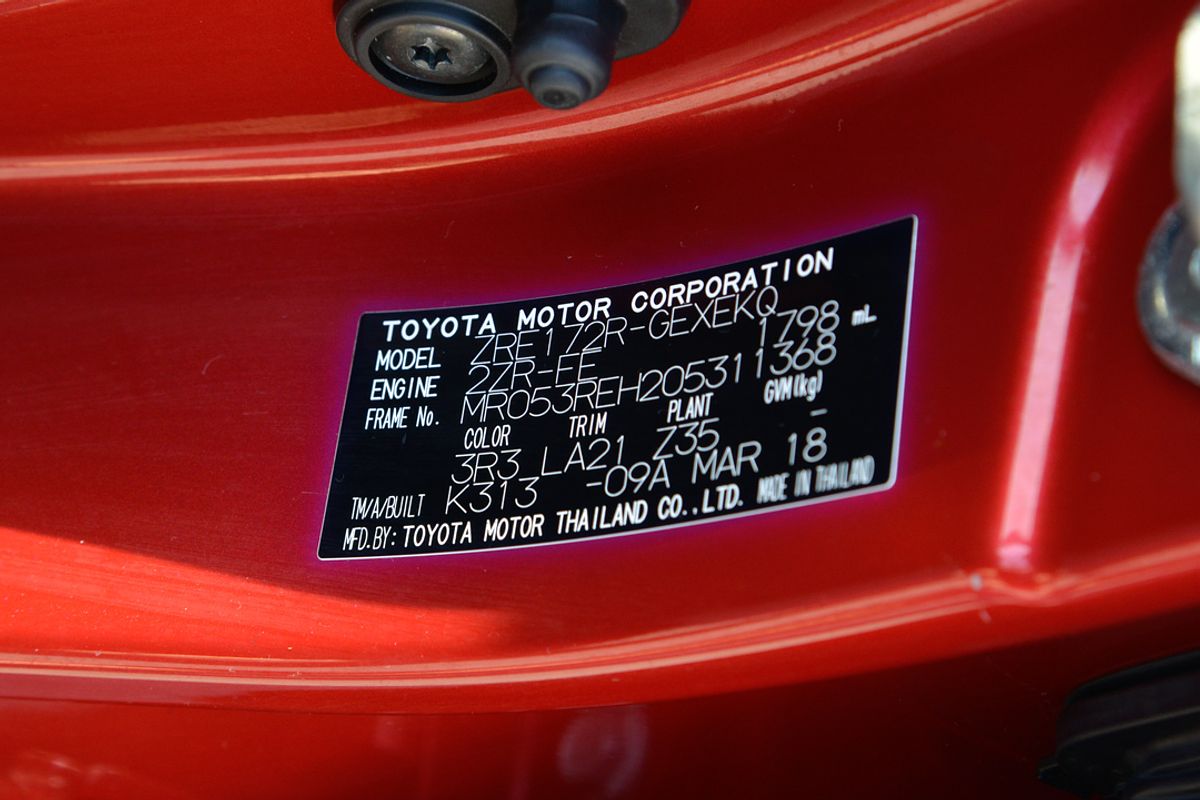 TOYOTA MOTOR CORPORATION
MODEL ZRE172R-GEXEKQ
ENGINE 2ZR-FE 1798 mL
FRAME No. MR053REH205311368
COLOR TRIM PLANT GVM(kg)
3R3 LA21 Z35 -
TM/A/BUILT K313 -09A MAR 18
MFD.BY: TOYOTA MOTOR THAILAND CO.,LTD. MADE IN THAILAND